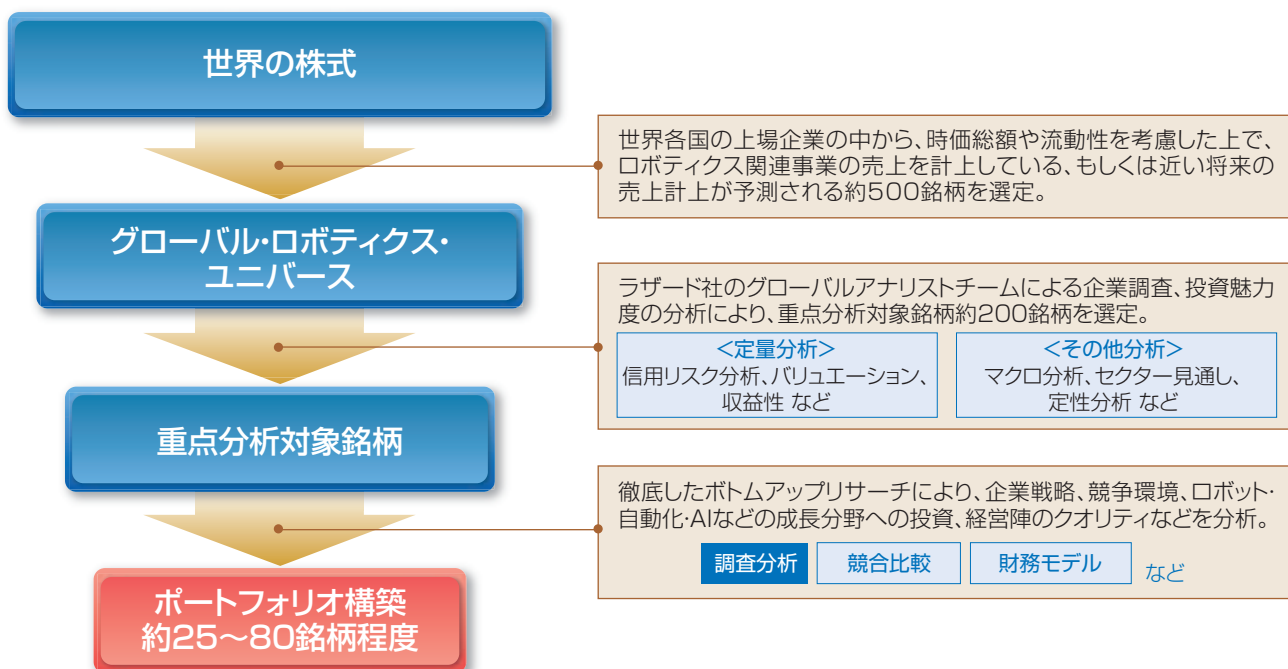 世界の株式
世界各国の上場企業の中から、時価総額や流動性を考慮した上で、
ロボティクス関連事業の売上を計上している、もしくは近い将来の
売上計上が予測される約500銘柄を選定。
グローバル・ロボティクス・
ユニバース
ラザード社のグローバルアナリストチームによる企業調査、投資魅力
度の分析により、重点分析対象銘柄約200銘柄を選定。
<定量分析>
信用リスク分析、バリュエーション、
収益性 など
<その他分析>
マクロ分析、セクター見通し、
定性分析 など
重点分析対象銘柄
徹底したボトムアップリサーチにより、企業戦略、競争環境、ロボット・
自動化・AIなどの成長分野への投資、経営陣のクオリティなどを分析。
調査分析
競合比較
財務モデル
など
ポートフォリオ構築
約25～80銘柄程度